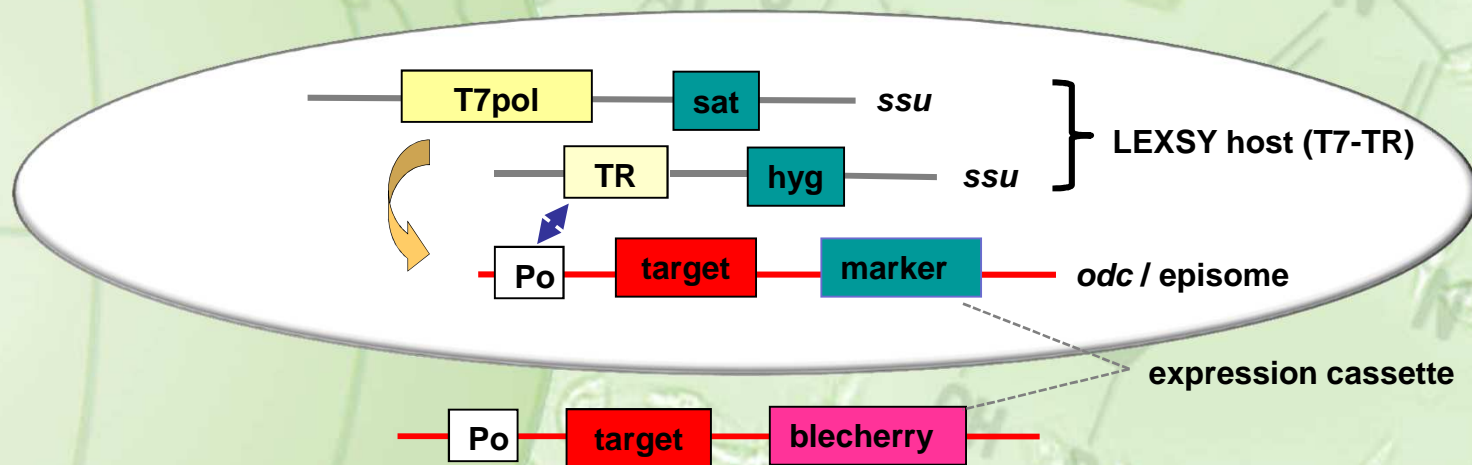 T7pol sat ssu
LEXSY host (T7-TR)
TR hyg ssu
Po target marker odc / episome
expression cassette
Po target blecherry